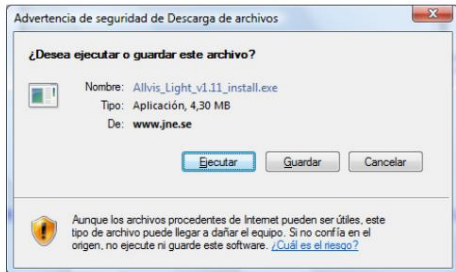 Advertencia de seguridad de Descarga de archivos
¿Desea ejecutar o guardar este archivo?
Nombre: Allvis_Light_v1.11_install.exe
Tipo: Aplicación, 4,30 MB
De: www.jne.se
Ejecutar Guardar Cancelar
Aunque los archivos procedentes de Internet pueden ser útiles, este
tipo de archivo puede llegar a dañar el equipo. Si no confía en el
origen, no ejecute ni guarde este software. ¿Cuál es el riesgo?